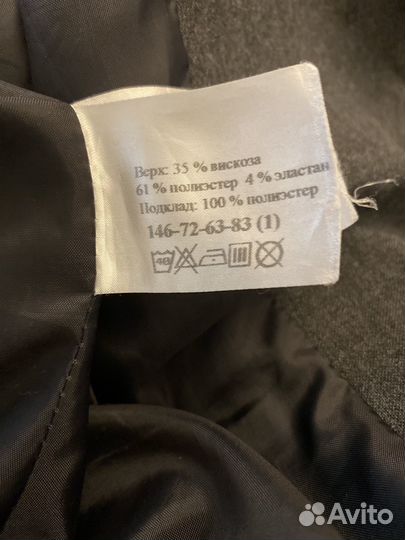 Верх: 35 % вискоза
61 % полиэстер 4 % эластан
Подклад: 100 % полиэстер
146-72-63-83 (1)
40
Avito